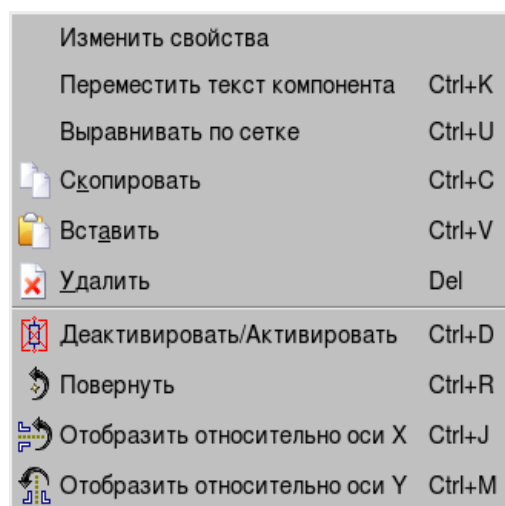 Изменить свойства
Переместить текст компонента Ctrl+K
Выравнивать по сетке Ctrl+U
Скопировать Ctrl+C
Вставить Ctrl+V
Удалить Del
Деактивировать/Активировать Ctrl+D
Повернуть Ctrl+R
Отобразить относительно оси X Ctrl+J
Отобразить относительно оси Y Ctrl+M